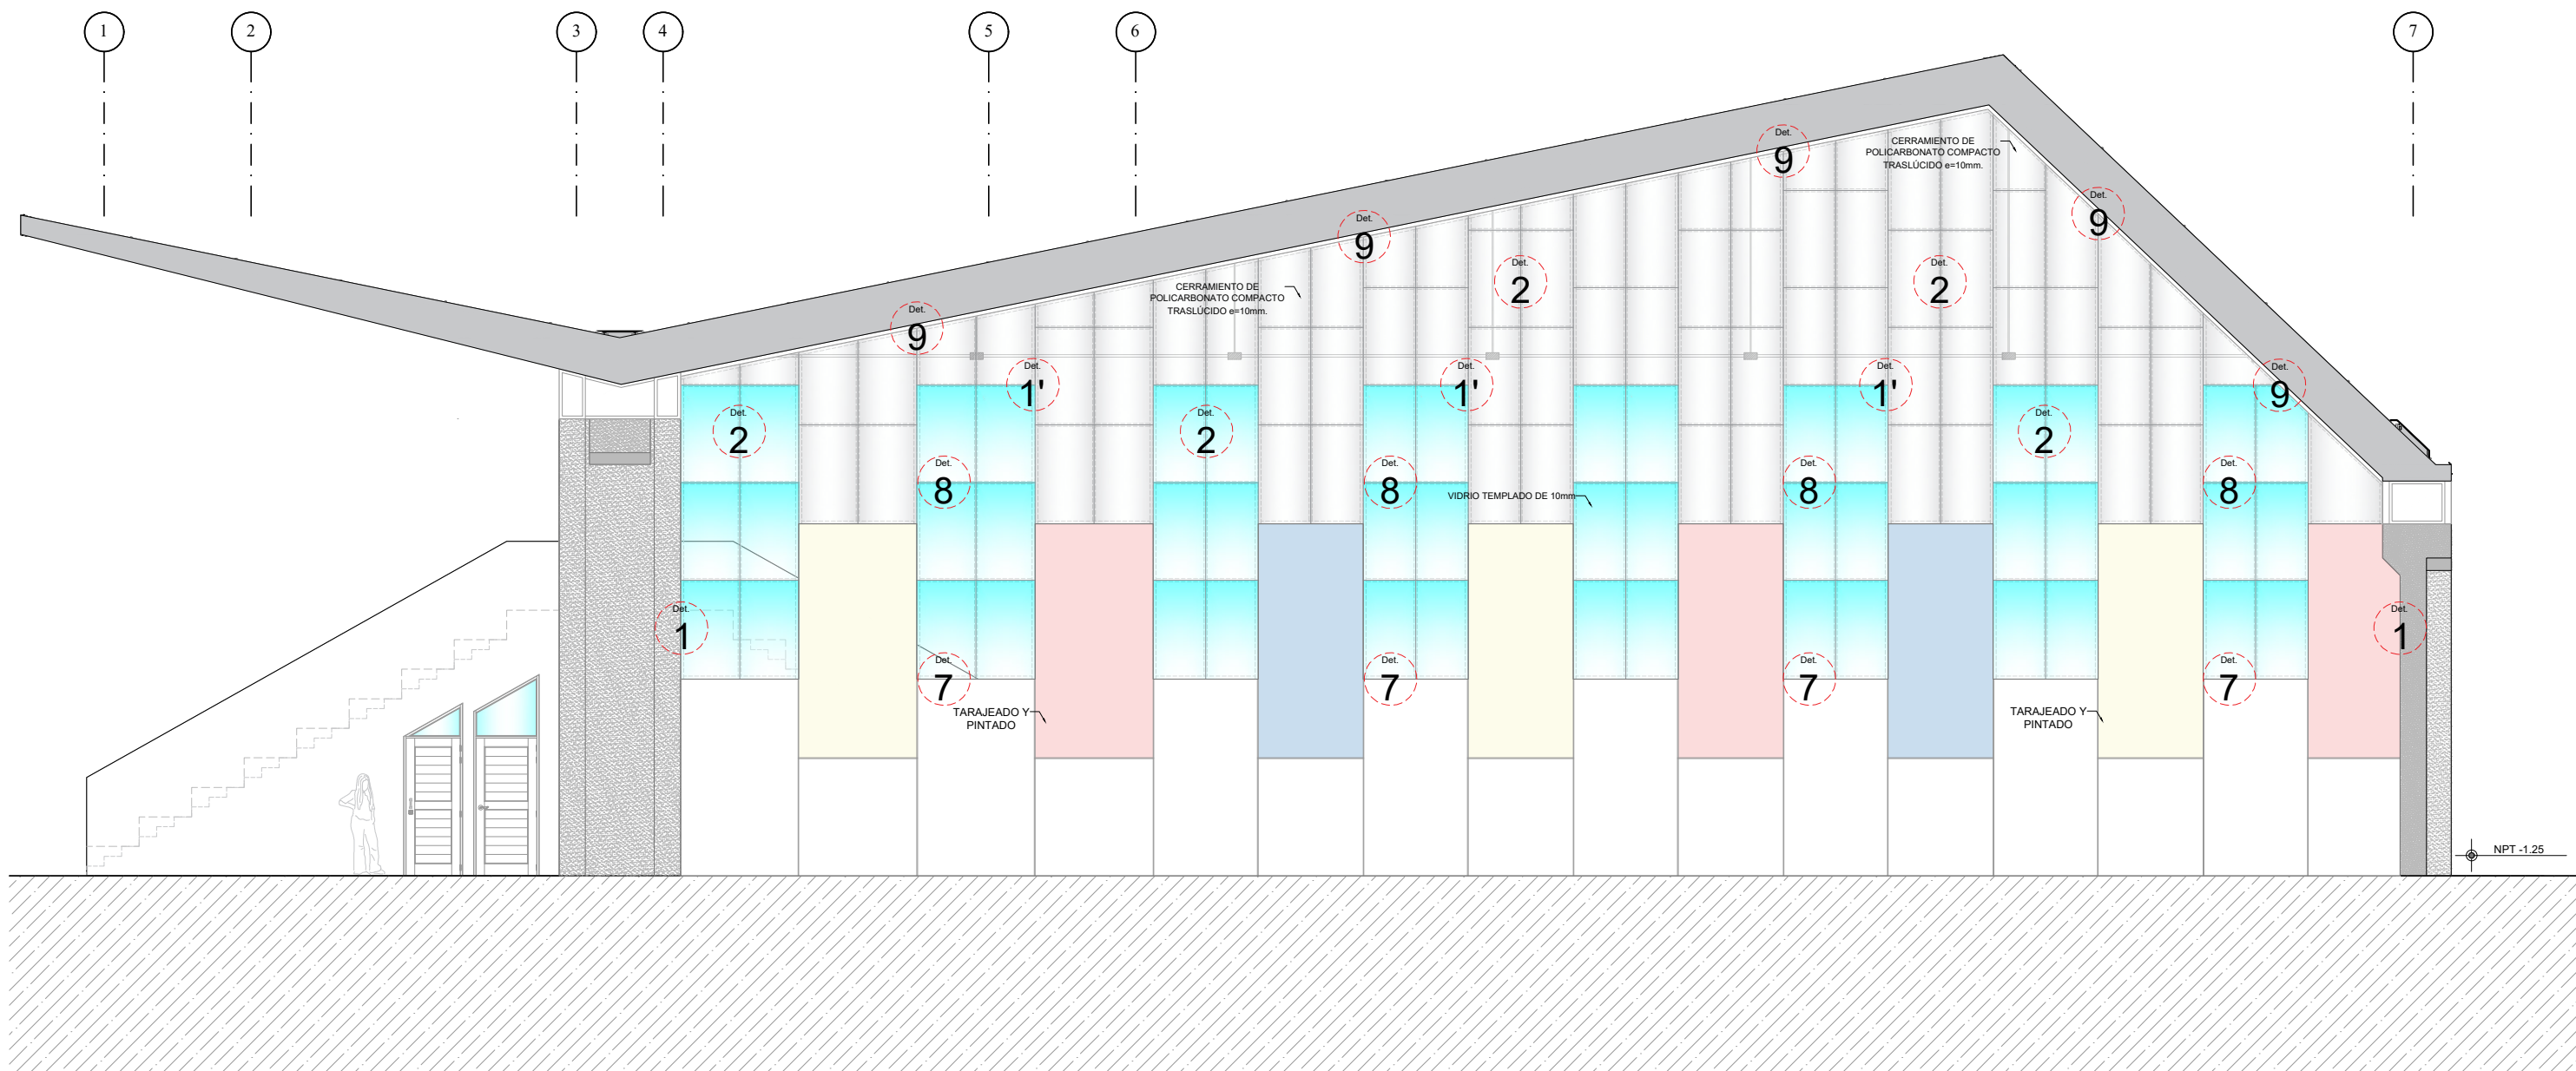 1
2
3
4
5
6
7
Det.
9
CERRAMIENTO DE
POLICARBONATO COMPACTO
TRASLÚCIDO e=10mm.
Det.
9
Det.
9
Det.
2
Det.
2
CERRAMIENTO DE
POLICARBONATO COMPACTO
TRASLÚCIDO e=10mm.
Det.
9
Det.
1'
Det.
1'
Det.
1'
Det.
9
Det.
2
Det.
2
Det.
2
Det.
8
Det.
8
VIDRIO TEMPLADO DE 10mm
Det.
8
Det.
8
Det.
1
Det.
1
Det.
7
Det.
7
Det.
7
Det.
7
TARAJEADO Y
PINTADO
TARAJEADO Y
PINTADO
NPT -1.25